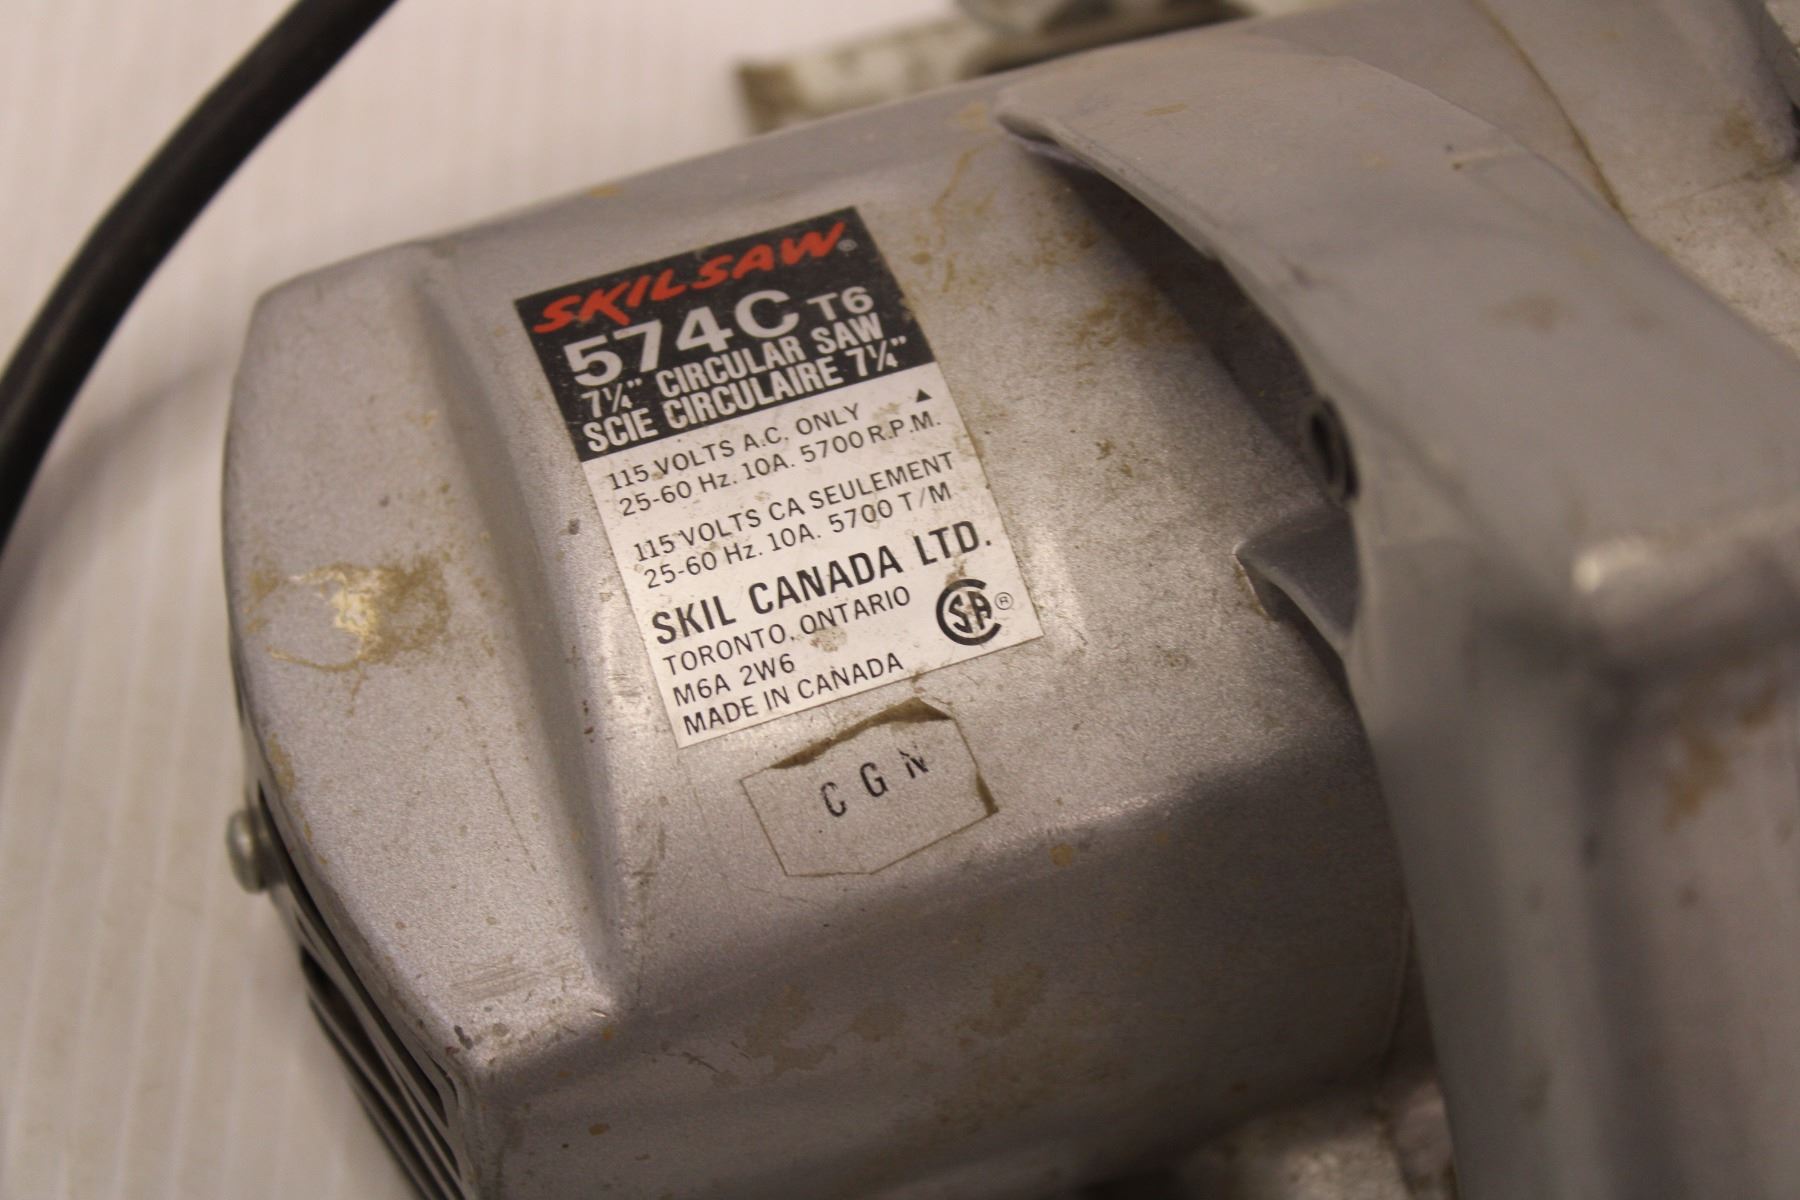 SKILSAW®
574C T6
7¼" CIRCULAR SAW
SCIE CIRCULAIRE 7¼"
115 VOLTS A.C. ONLY ▲
25-60 Hz. 10A. 5700 R.P.M.
115 VOLTS CA SEULEMENT
25-60 Hz. 10A. 5700 T/M
SKIL CANADA LTD.
TORONTO, ONTARIO
M6A 2W6
MADE IN CANADA
CSA ®
CGN